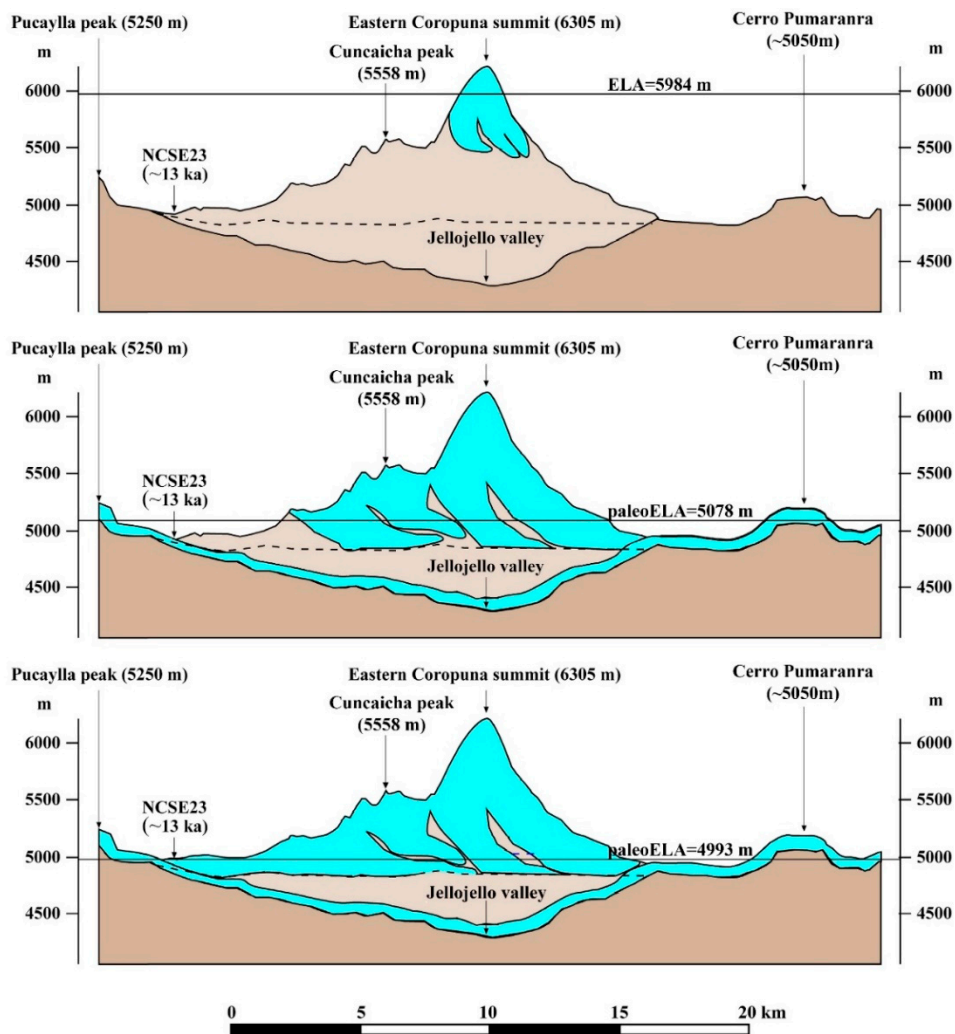 Pucaylla peak (5250 m)
Eastern Coropuna summit (6305 m)
Cerro Pumaranra
(~5050m)
m
m
Cuncaicha peak
(5558 m)
6000
6000
ELA=5984 m
5500
5500
NCSE23
(~13 ka)
5000
5000
Jellojello valley
4500
4500
Pucaylla peak (5250 m)
Eastern Coropuna summit (6305 m)
Cerro Pumaranra
(~5050m)
m
m
Cuncaicha peak
(5558 m)
6000
6000
5500
5500
NCSE23
(~13 ka)
paleoELA=5078 m
5000
5000
Jellojello valley
4500
4500
Pucaylla peak (5250 m)
Eastern Coropuna summit (6305 m)
Cerro Pumaranra
(~5050m)
m
m
Cuncaicha peak
(5558 m)
6000
6000
5500
5500
NCSE23
(~13 ka)
paleoELA=4993 m
5000
5000
Jellojello valley
4500
4500
0 5 10 15 20 km